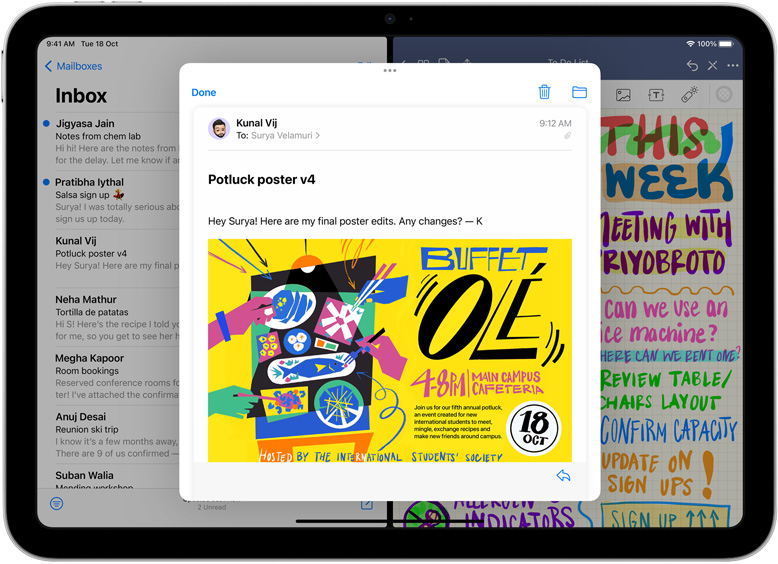 9:41 AM Tue 18 Oct
100%
Mailboxes
To Do List
Inbox
Jigyasa Jain
Notes from chem lab
Hi hi! Here are the notes from
for the delay. Let me know if
Pratibha Iythal
Salsa sign up 💃
Surya! I was totally serious
sign us up today.
Kunal Vij
Potluck poster v4
Hey Surya! Here are my final
Neha Mathur
Tortilla de patatas
Hi S! Here's the recipe I told
for me, so you get to see her
Megha Kapoor
Room bookings
Reserved conference rooms
ter! I've attached the
Anuj Desai
Reunion ski trip
I know it's a few months away,
There are 9 of us confirmed —
Suban Walia
2 Unread
Done
Kunal Vij
9:12 AM
To: Surya Velamuri >
Potluck poster v4
Hey Surya! Here are my final poster edits. Any changes? — K
BUFFET
OLÉ
4-8PM
MAIN CAMPUS
CAFETERIA
Join us for our fifth annual potluck,
an event created for new
international students to meet,
mingle, exchange recipes and
make new friends around campus.
18
OCT
HOSTED BY THE INTERNATIONAL STUDENTS' SOCIETY
THIS
WEEK
MEETING WITH
PRIYOBROTO
CAN WE USE AN
ICE MACHINE?
WHERE CAN WE RENT ONE?
REVIEW TABLE/
CHAIRS LAYOUT
CONFIRM CAPACITY
UPDATE ON
SIGN UPS!
INDICATORS
SIGN UP ↑↑↑